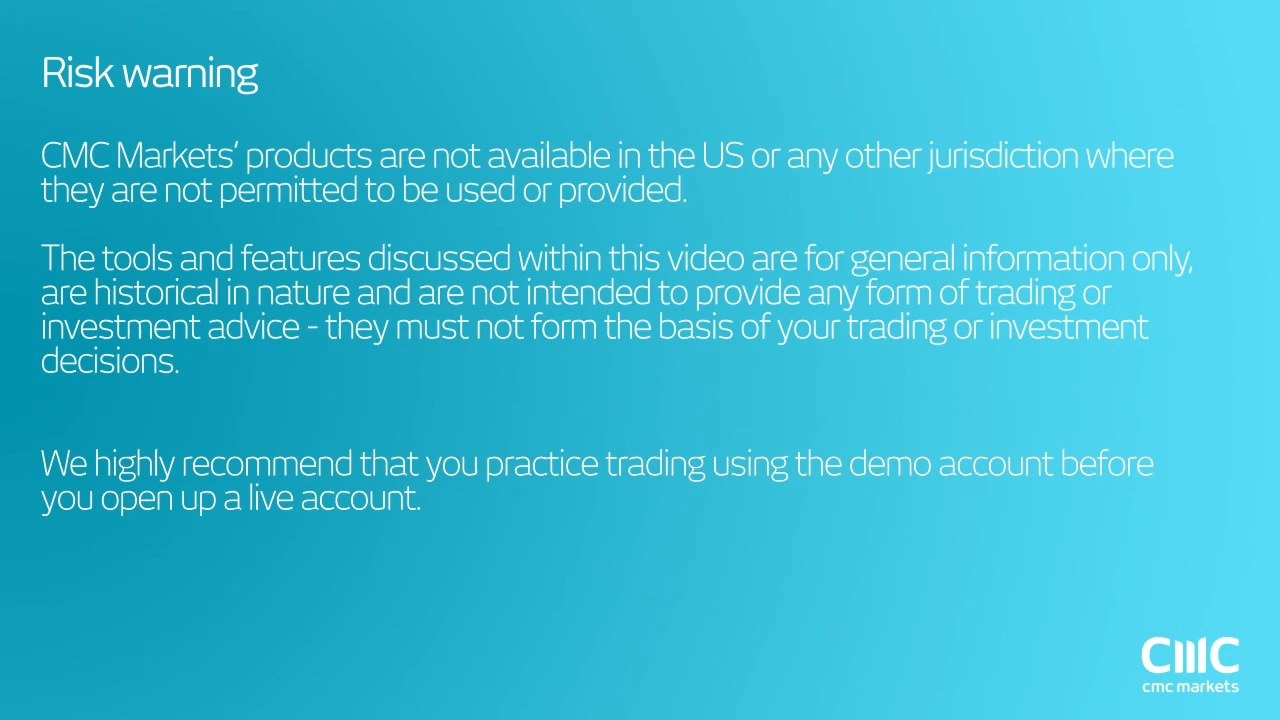 Risk warning
CMC Markets’ products are not available in the US or any other jurisdiction where
they are not permitted to be used or provided.
The tools and features discussed within this video are for general information only,
are historical in nature and are not intended to provide any form of trading or
investment advice - they must not form the basis of your trading or investment
decisions.
We highly recommend that you practice trading using the demo account before
you open up a live account.
CMC
cmc markets